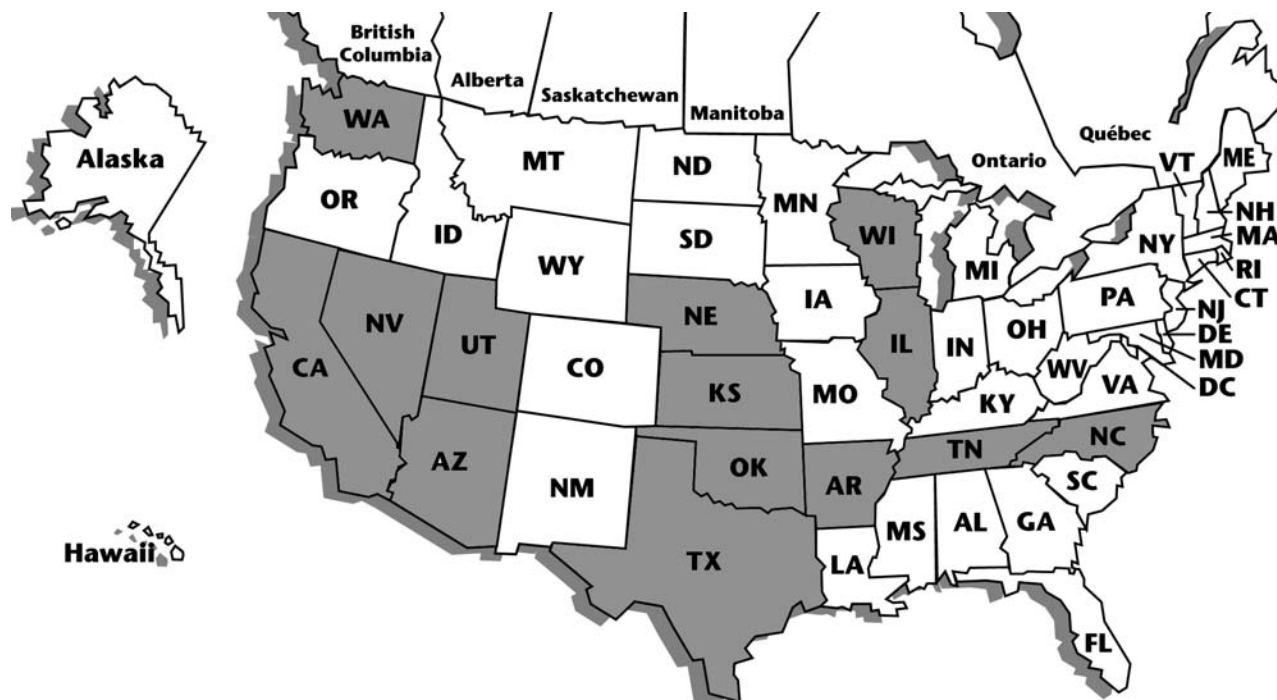 British
Columbia
Alberta
Saskatchewan
Manitoba
Ontario
Québec
Alaska
WA
MT
ND
MN
VT
ME
OR
ID
SD
WI
NH
MA
NY
RI
WY
MI
CT
IA
PA
NJ
NV
NE
OH
DE
UT
IL
IN
MD
CA
CO
WV
DC
KS
MO
VA
KY
AZ
OK
TN
NC
NM
AR
SC
Hawaii
TX
MS
AL
GA
LA
FL